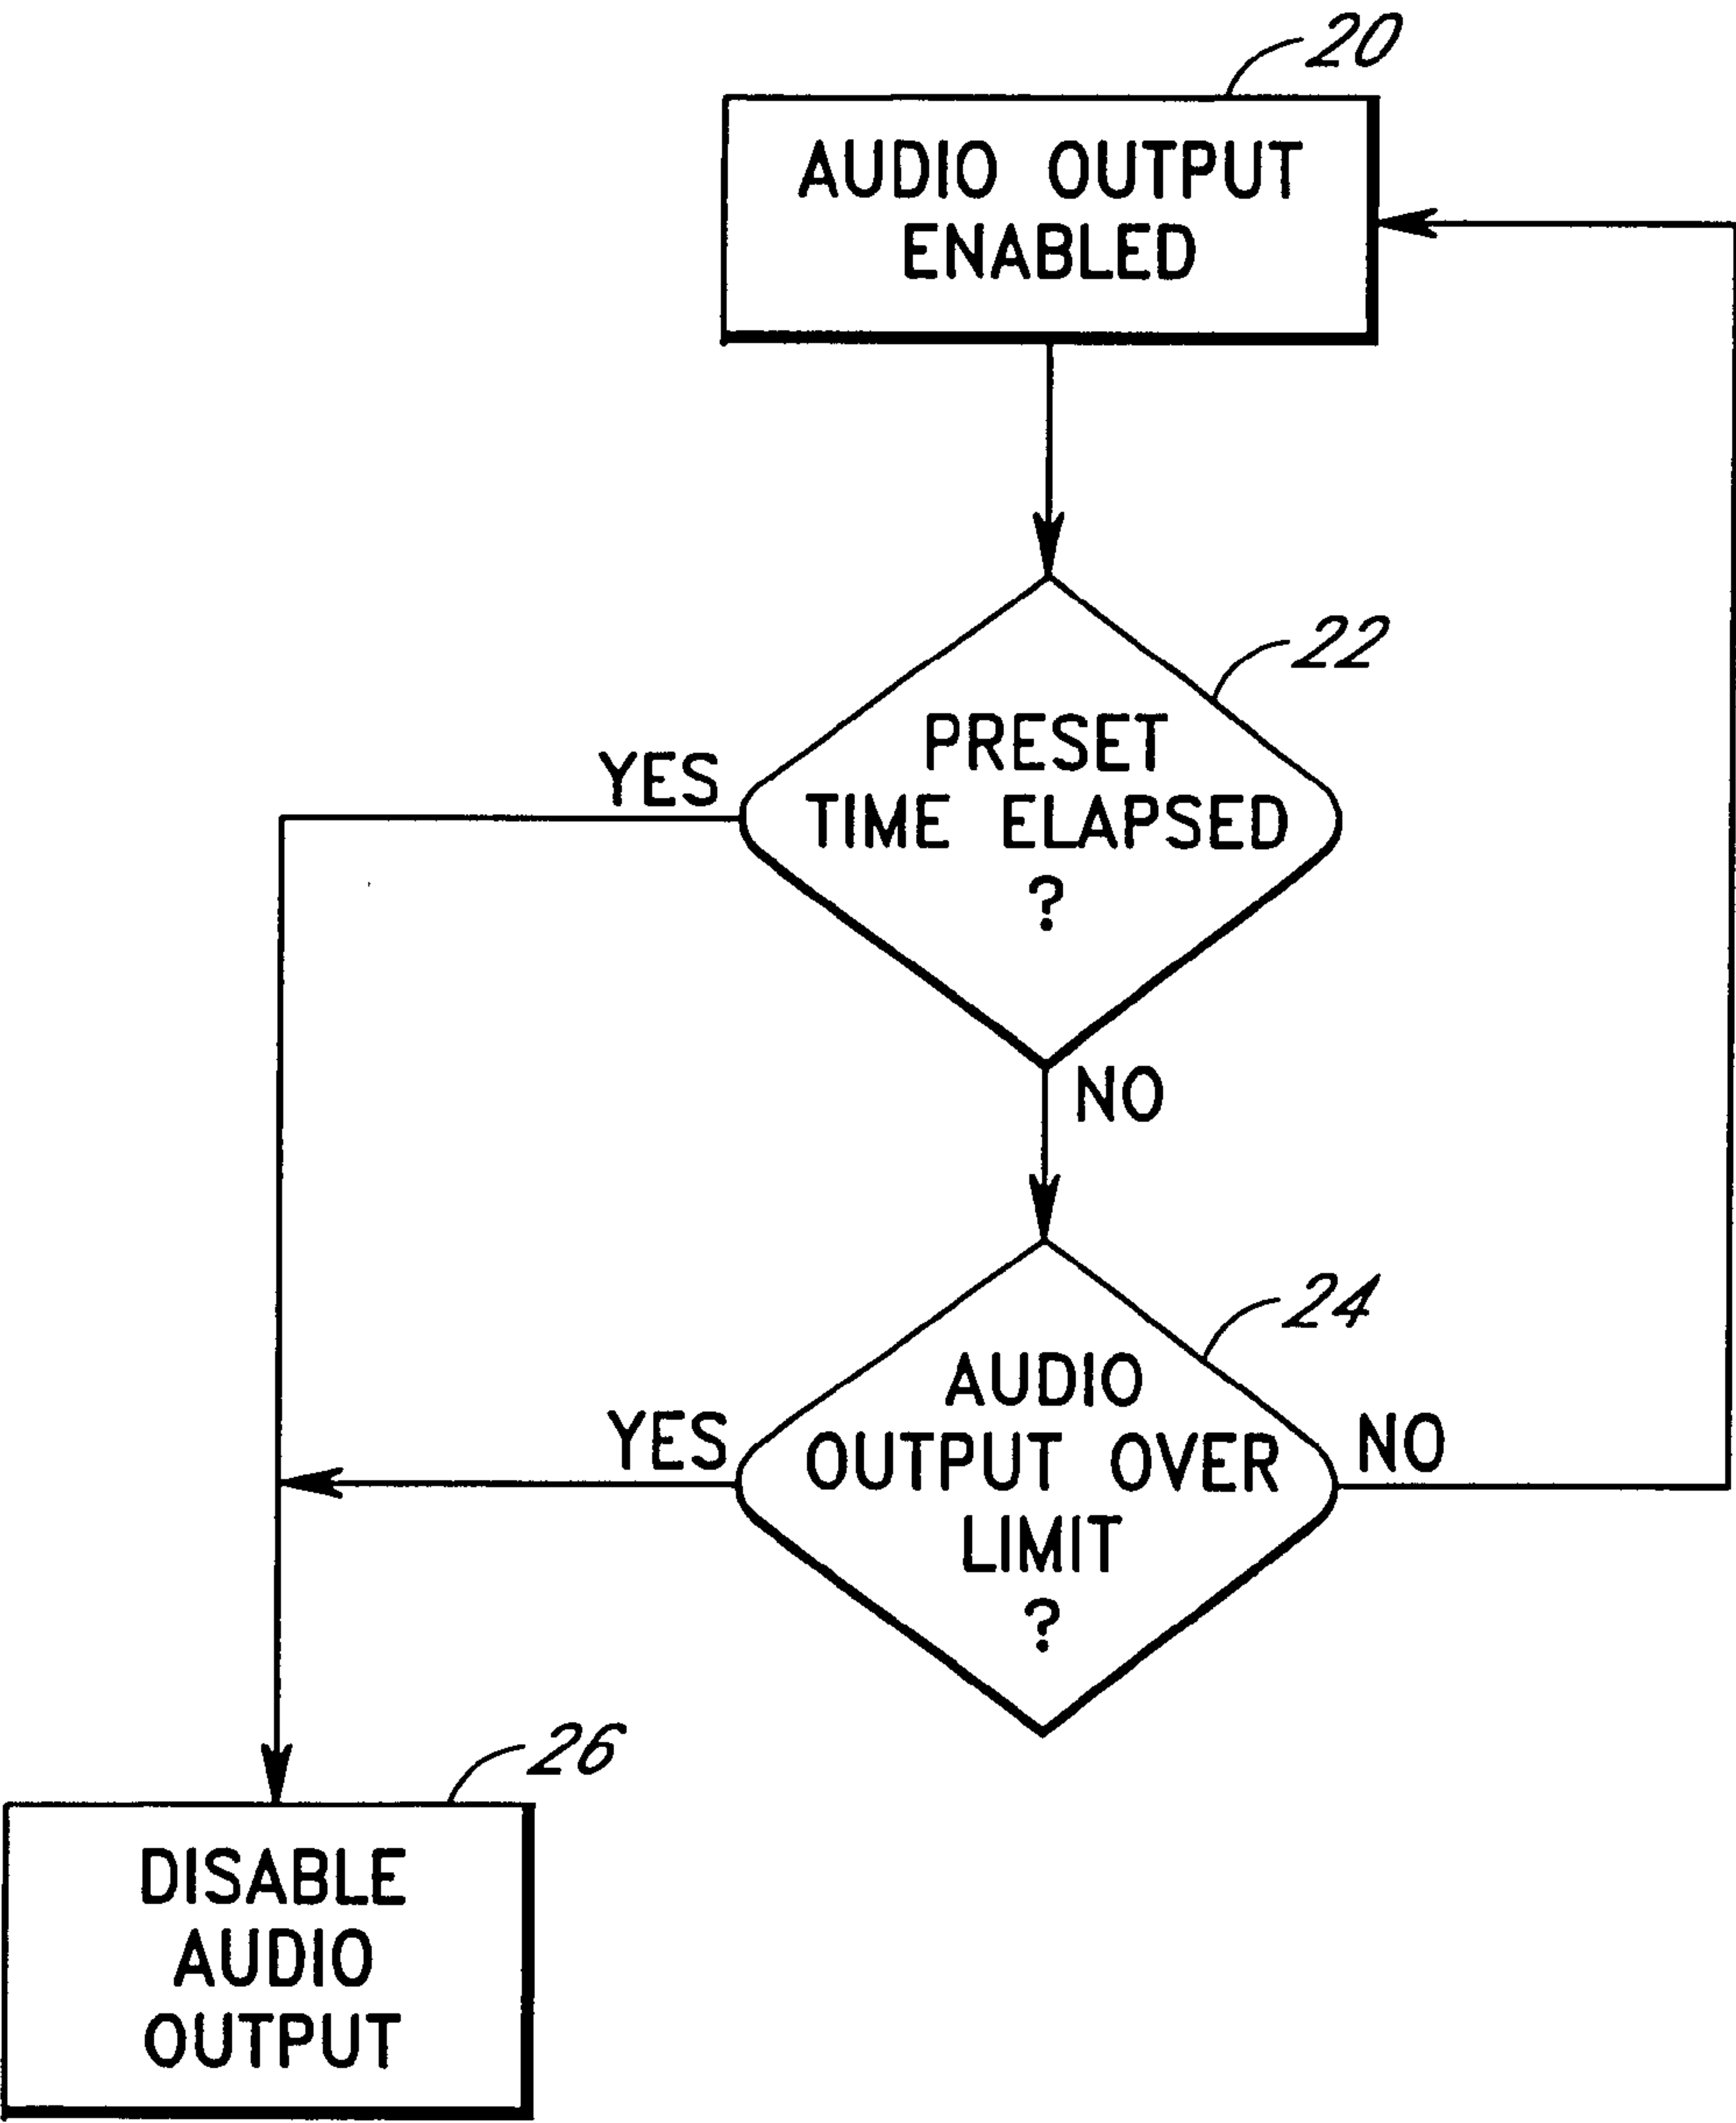 20
AUDIO OUTPUT
ENABLED
22
PRESET
TIME ELAPSED
?
YES
NO
24
AUDIO
OUTPUT OVER
LIMIT
?
YES
NO
26
DISABLE
AUDIO
OUTPUT